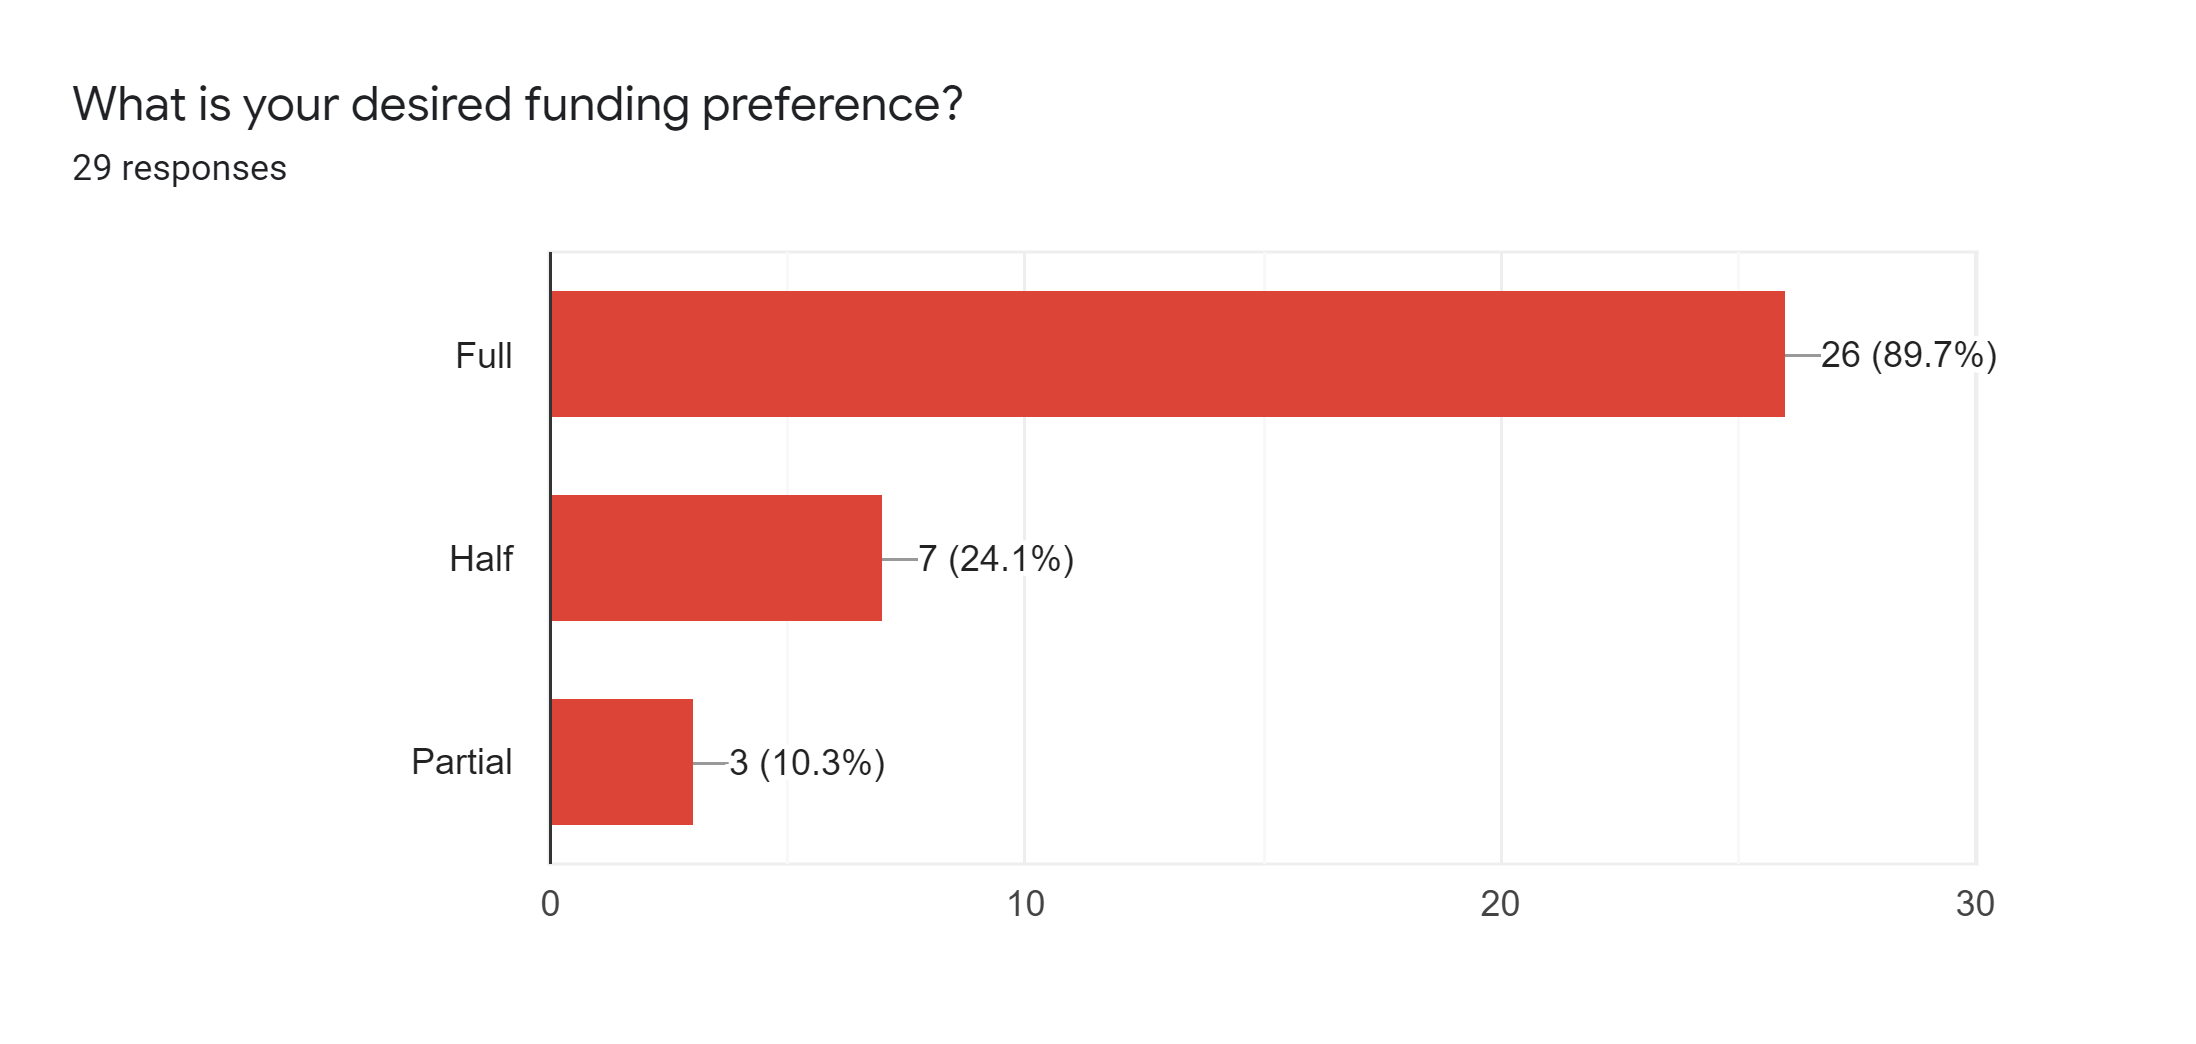 What is your desired funding preference?
29 responses
Full
26 (89.7%)
Half
7 (24.1%)
Partial
3 (10.3%)
0 10 20 30